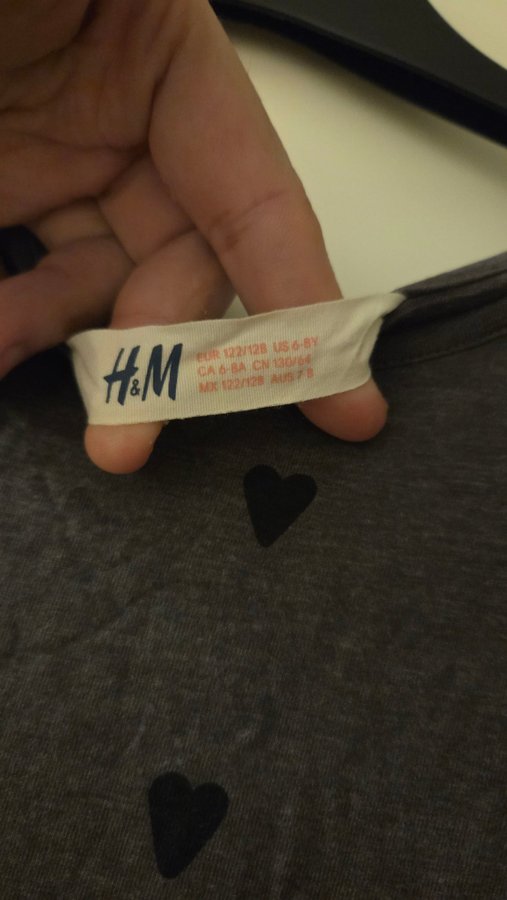 H&M
EUR 122/128 US 6-8Y
CA 6-8A CN 130/64
MX 122/128 AUS 7-8